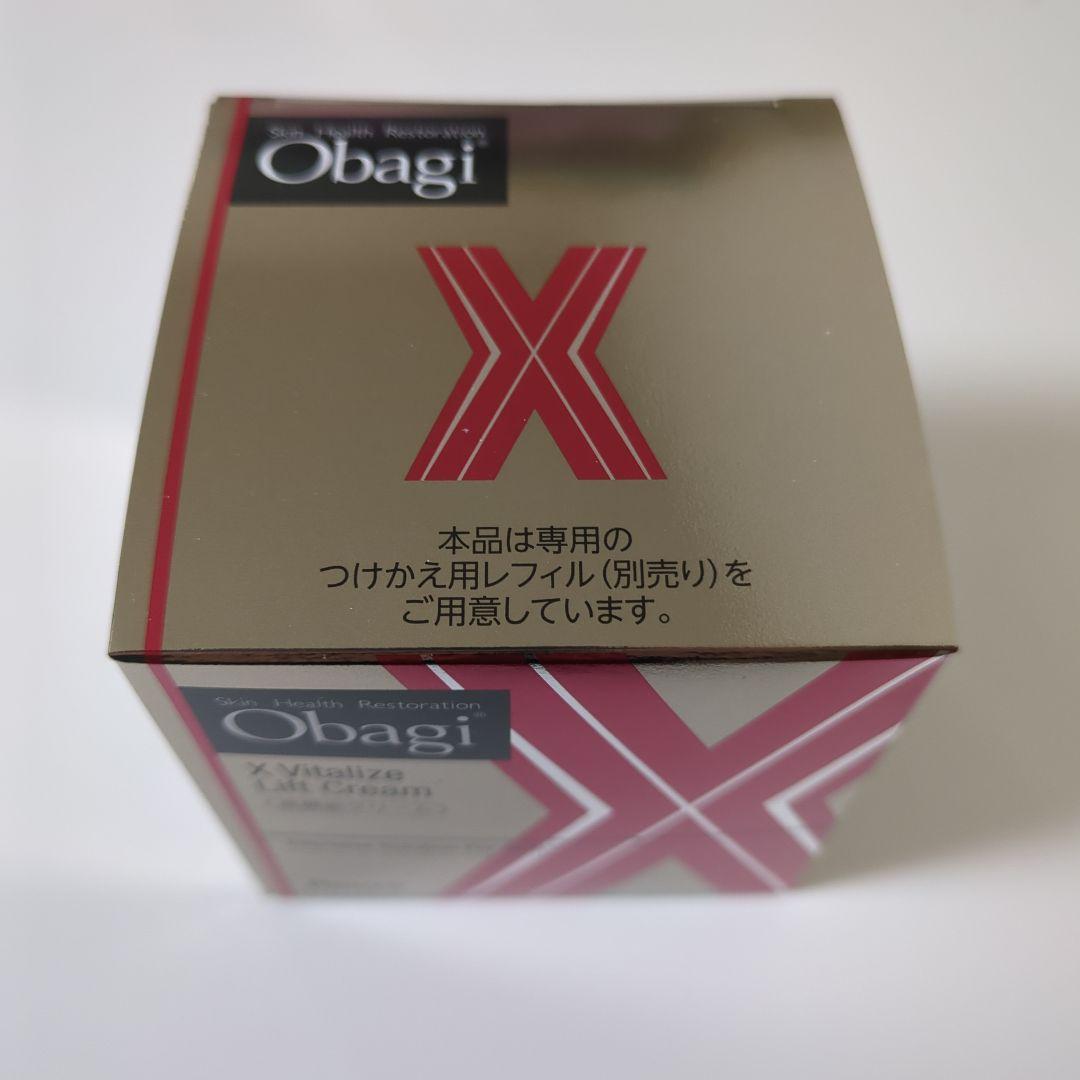 Skin Health Restoration
Obagi®
X
本品は専用の
つけかえ用レフィル(別売り)を
ご用意しています。
Skin Health Restoration
Obagi®
X Vitalize
Lift Cream